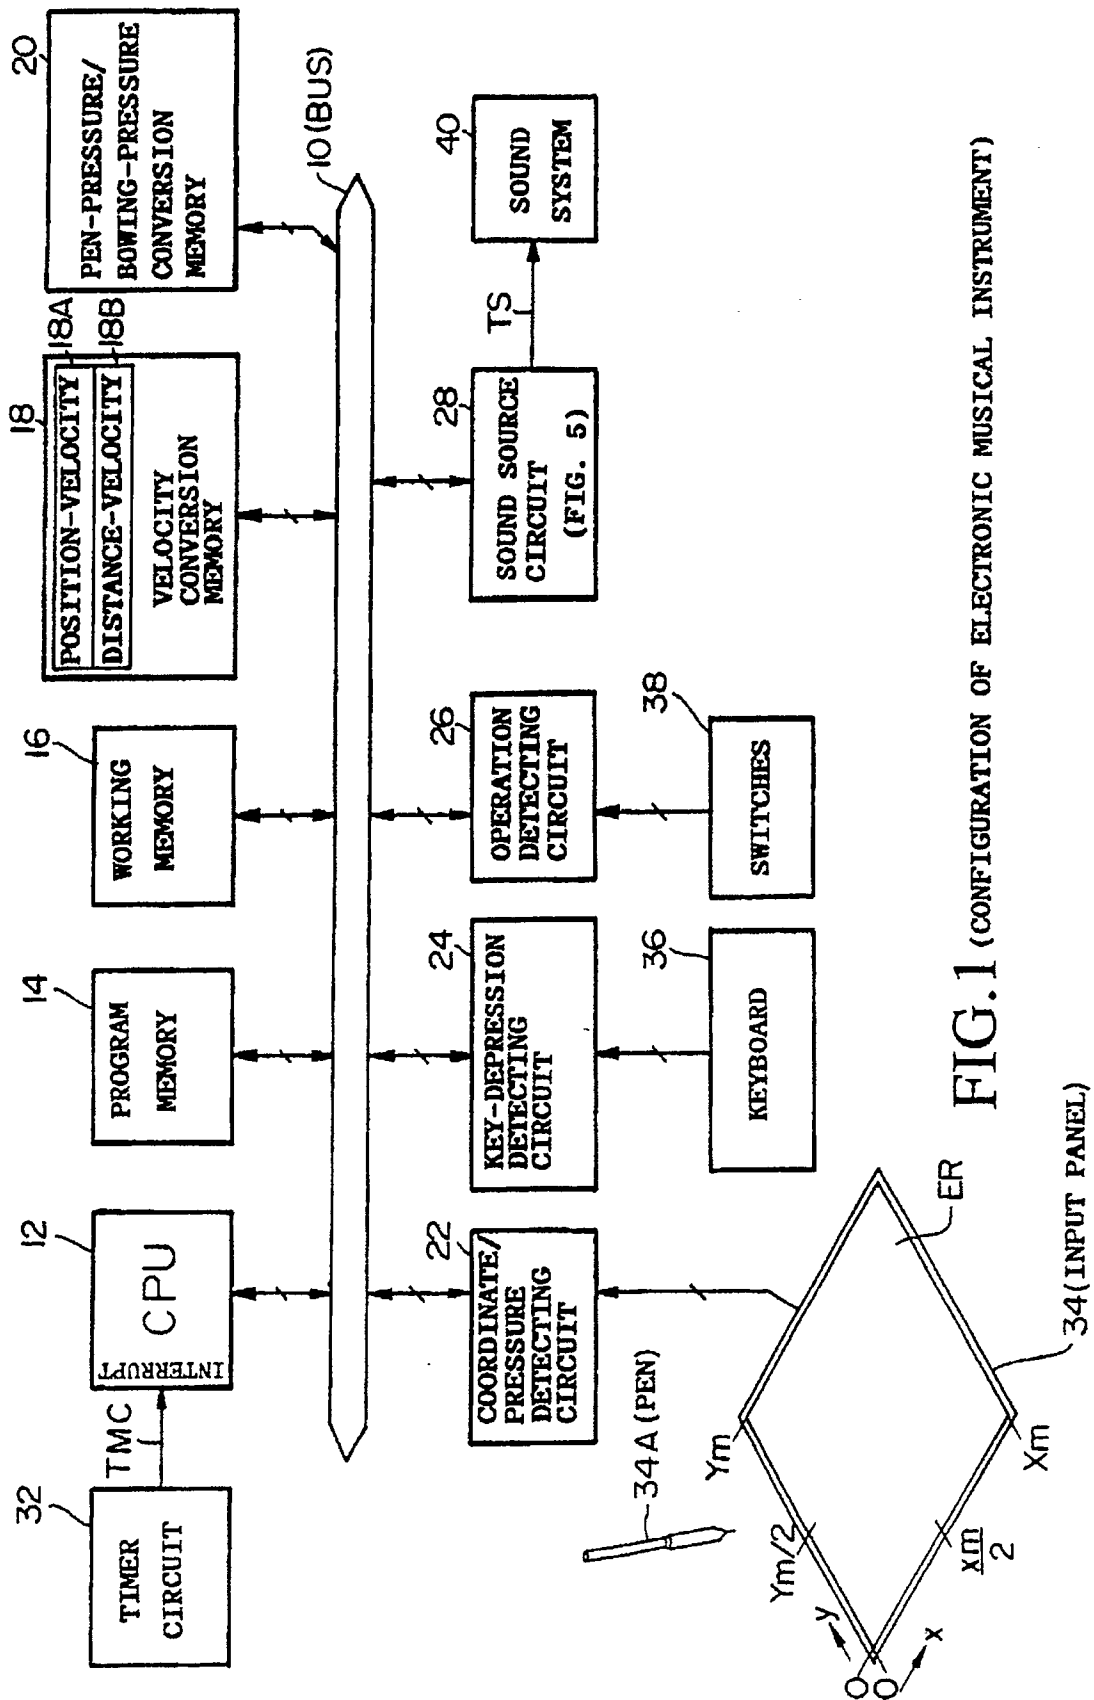 32
TIMER
CIRCUIT
TMC
12
INTERRUPT
CPU
14
PROGRAM
MEMORY
16
WORKING
MEMORY
18
POSITION-VELOCITY
18A
DISTANCE-VELOCITY
18B
VELOCITY
CONVERSION
MEMORY
20
PEN-PRESSURE/
BOWING-PRESSURE
CONVERSION
MEMORY
10 (BUS)
22
COORDINATE/
PRESSURE
DETECTING
CIRCUIT
24
KEY-DEPRESSION
DETECTING
CIRCUIT
26
OPERATION
DETECTING
CIRCUIT
28
SOUND SOURCE
CIRCUIT
(FIG. 5)
TS
40
SOUND
SYSTEM
34A (PEN)
36
KEYBOARD
38
SWITCHES
Ym
Ym/2
y
O
O
x
xm
2
Xm
ER
34 (INPUT PANEL)
FIG.1 (CONFIGURATION OF ELECTRONIC MUSICAL INSTRUMENT)